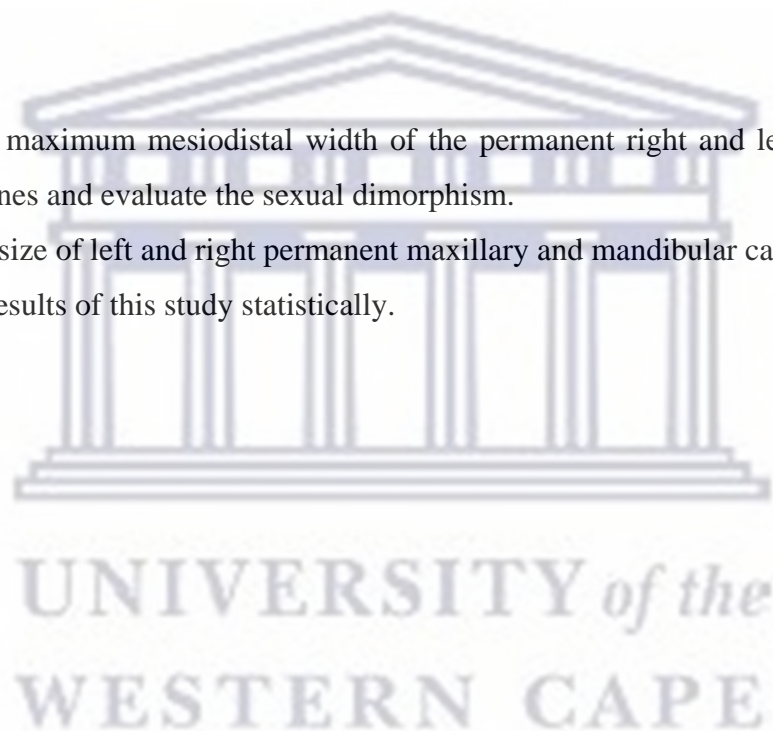 maximum mesiodistal width of the permanent right and le
nes and evaluate the sexual dimorphism.
size of left and right permanent maxillary and mandibular ca
esults of this study statistically.
UNIVERSITY of the
WESTERN CAPE